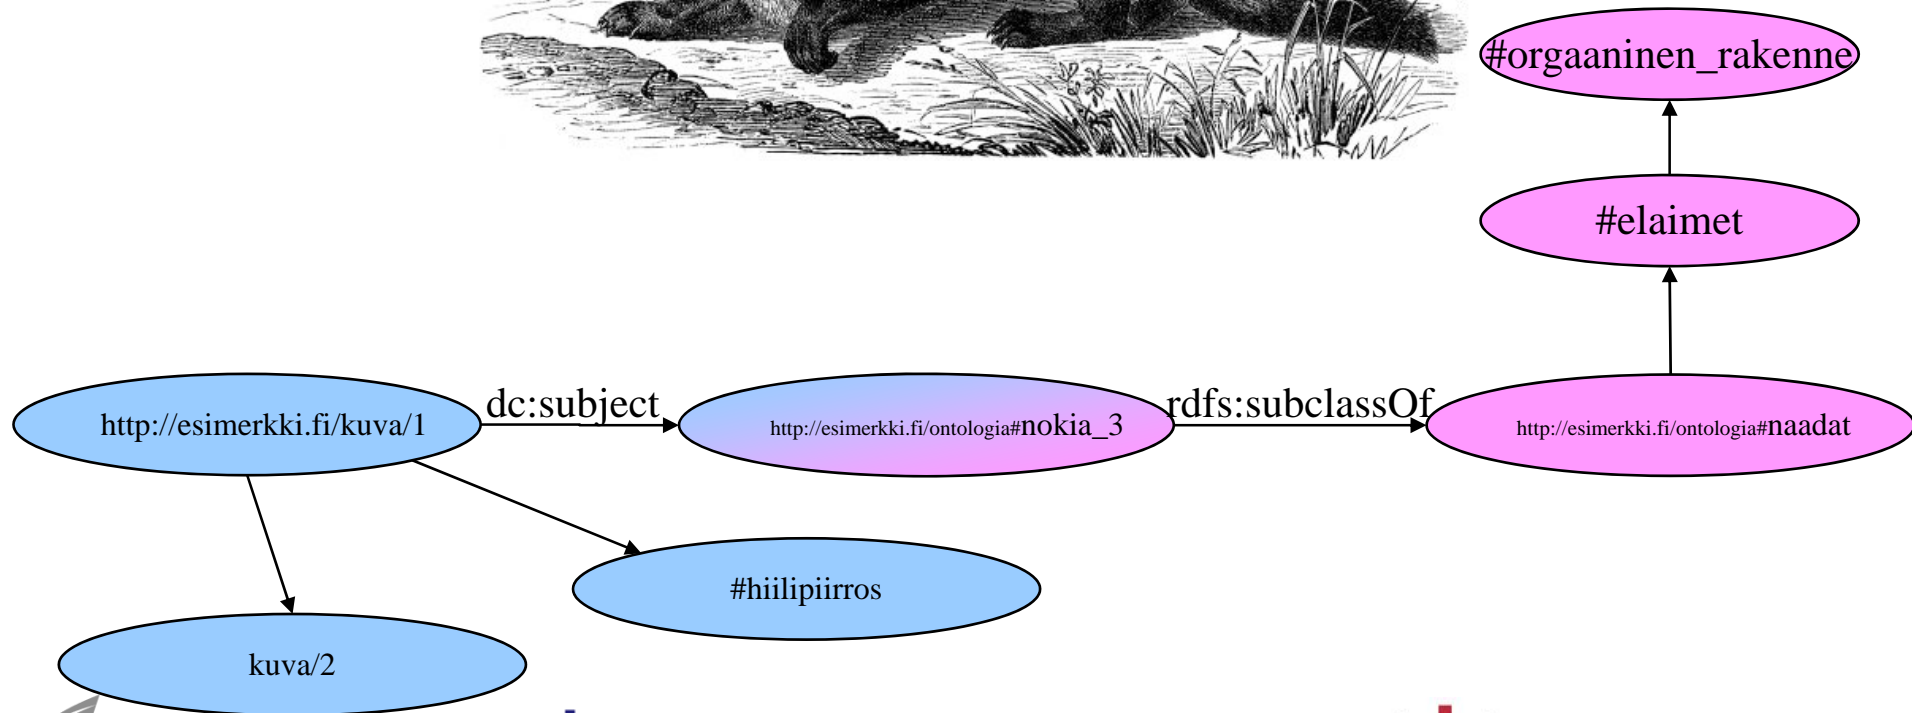 #orgaaninen_rakenne
#elaimet
http://esimerkki.fi/kuva/1
dc:subject
http://esimerkki.fi/ontologia#nokia_3
rdfs:subclassOf
http://esimerkki.fi/ontologia#naadat
#hiilipiirros
kuva/2